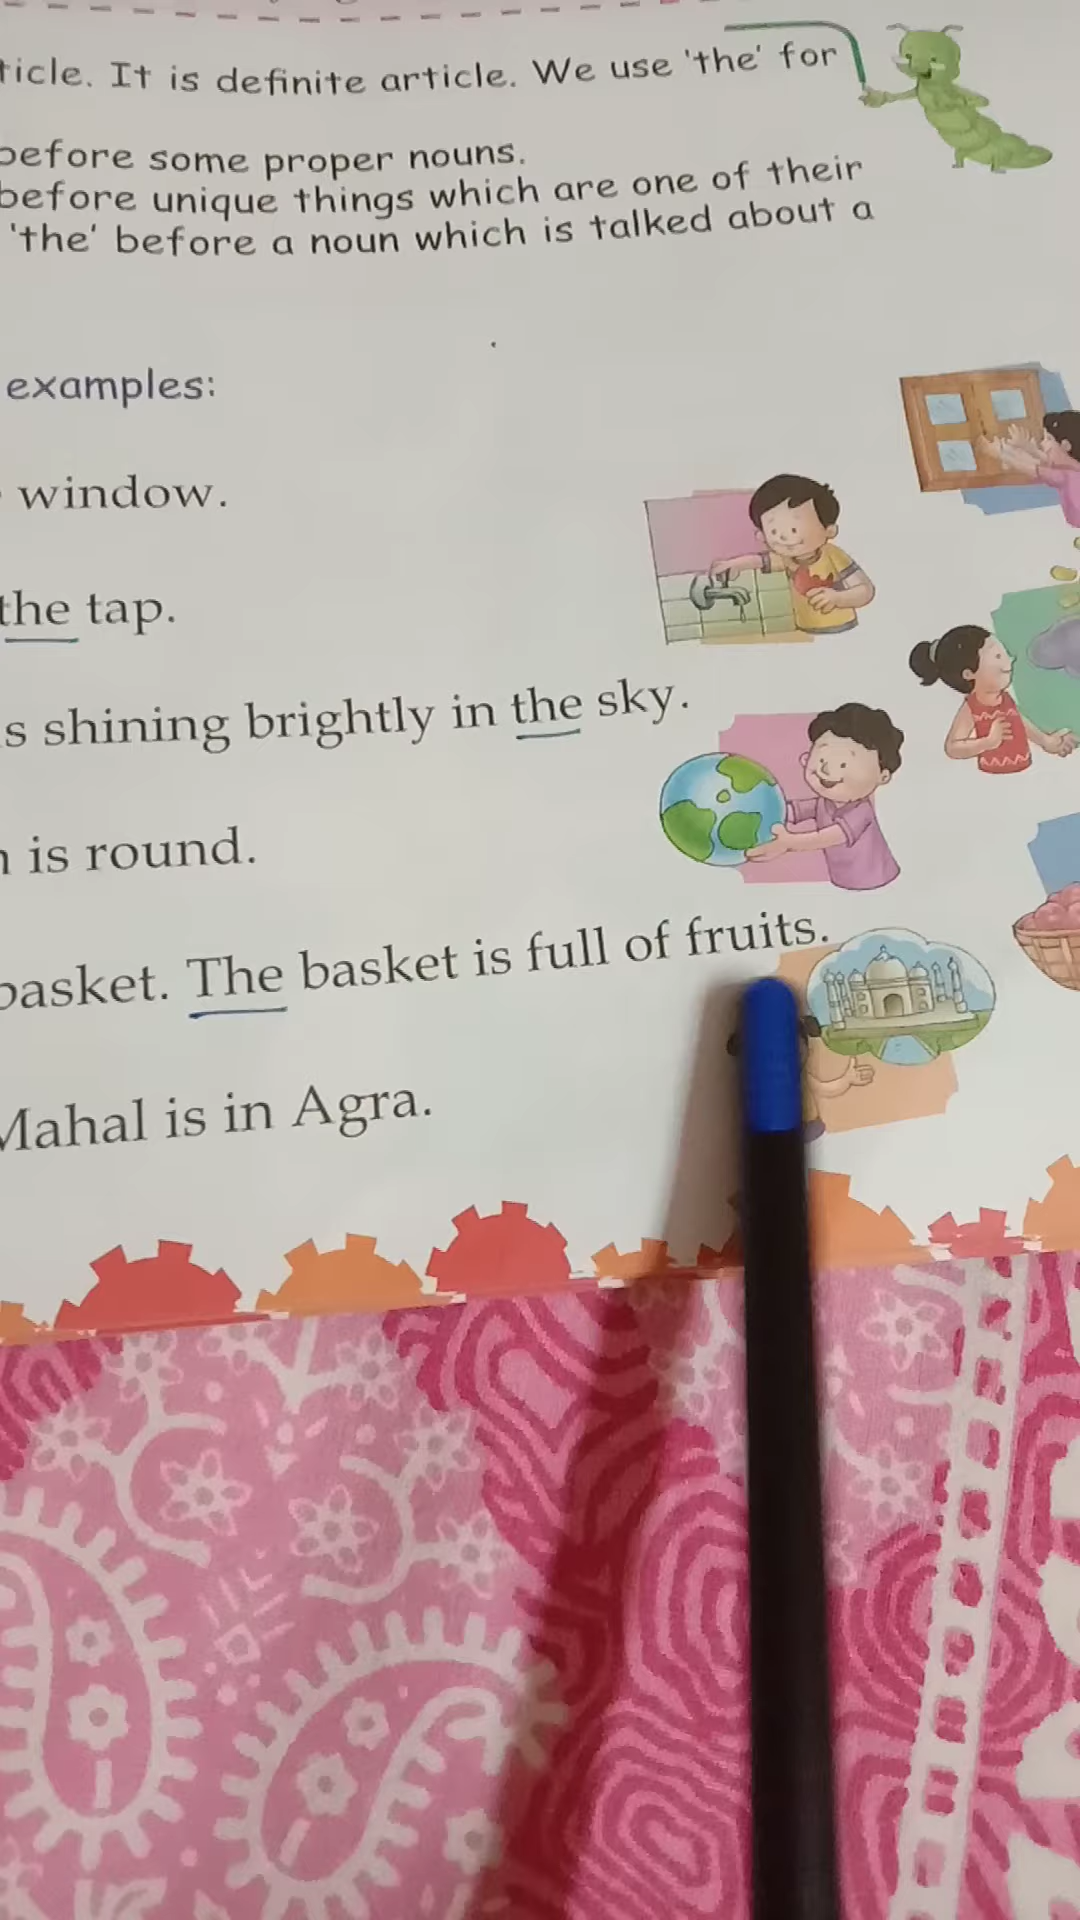 ticle. It is definite article. We use 'the' for
before some proper nouns.
before unique things which are one of their
'the' before a noun which is talked about a
examples:
window.
the tap.
is shining brightly in the sky.
is round.
basket. The basket is full of fruits.
Mahal is in Agra.